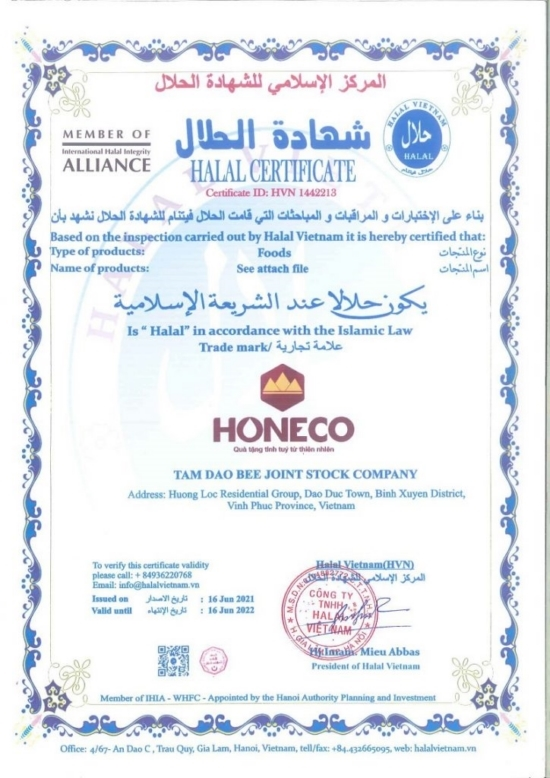 المركز الإسلامي للشهادة الحلال
MEMBER OF
International Halal Integrity
ALLIANCE
شهادة الحلال
HALAL CERTIFICATE
Certificate ID: HVN 1442213
HALAL VIETNAM
حلال
HALAL
بناء على الإختبارات و المراقبات و المباحثات التي قامت الحلال فيتنام للشهادة الحلال نشهد بأن
Based on the inspection carried out by Halal Vietnam it is hereby certified that:
Type of products: Foods نوع المنتجات
Name of products: See attach file اسم المنتجات
يكون حلالا عند الشريعة الإسلامية
Is “ Halal” in accordance with the Islamic Law
Trade mark/ علامة تجارية
HONECO
Quà tặng tinh tuý từ thiên nhiên
TAM DAO BEE JOINT STOCK COMPANY
Address: Huong Loc Residential Group, Dao Duc Town, Binh Xuyen District,
Vinh Phuc Province, Vietnam
To verify this certificate validity
please call: + 84936220768
Email: info@halalvietnam.vn
Issued on تاريخ الاصدار : 16 Jun 2021
Valid until تاريخ الإنتهاء : 16 Jun 2022
Halal Vietnam(HVN)
المركز الإسلامي للشهادة الحلال
CÔNG TY
TNHH
HALAL
VIỆT NAM
Mieu Abbas
President of Halal Vietnam
Member of IHIA - WHFC - Appointed by the Hanoi Authority Planning and Investment
Office: 4/67- An Dao C , Trau Quy, Gia Lam, Hanoi, Vietnam, tell/fax: +84.432665095, web: halalvietnam.vn